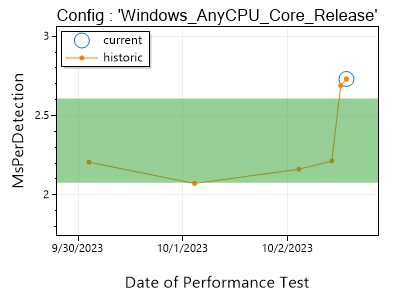 Config : 'Windows_AnyCPU_Core_Release'
current
historic
3
2.5
2
MsPerDetection
9/30/2023
10/1/2023
10/2/2023
Date of Performance Test